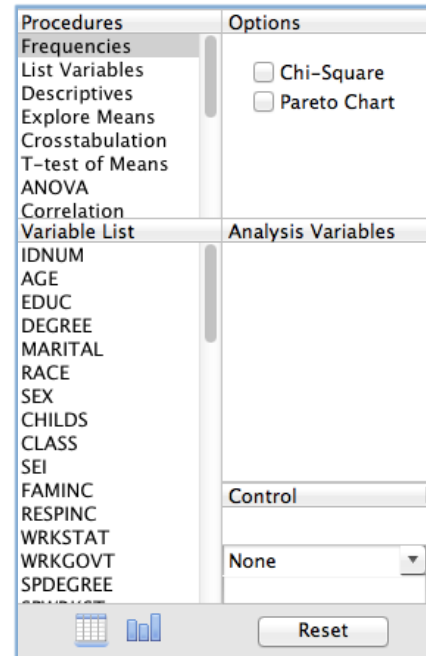 Procedures
Options
Frequencies
List Variables
Descriptives
Explore Means
Crosstabulation
T-test of Means
ANOVA
Correlation
Chi-Square
Pareto Chart
Variable List
Analysis Variables
IDNUM
AGE
EDUC
DEGREE
MARITAL
RACE
SEX
CHILDS
CLASS
SEI
FAMINC
RESPINC
WRKSTAT
WRKGOVT
SPDEGREE
Control
None
Reset